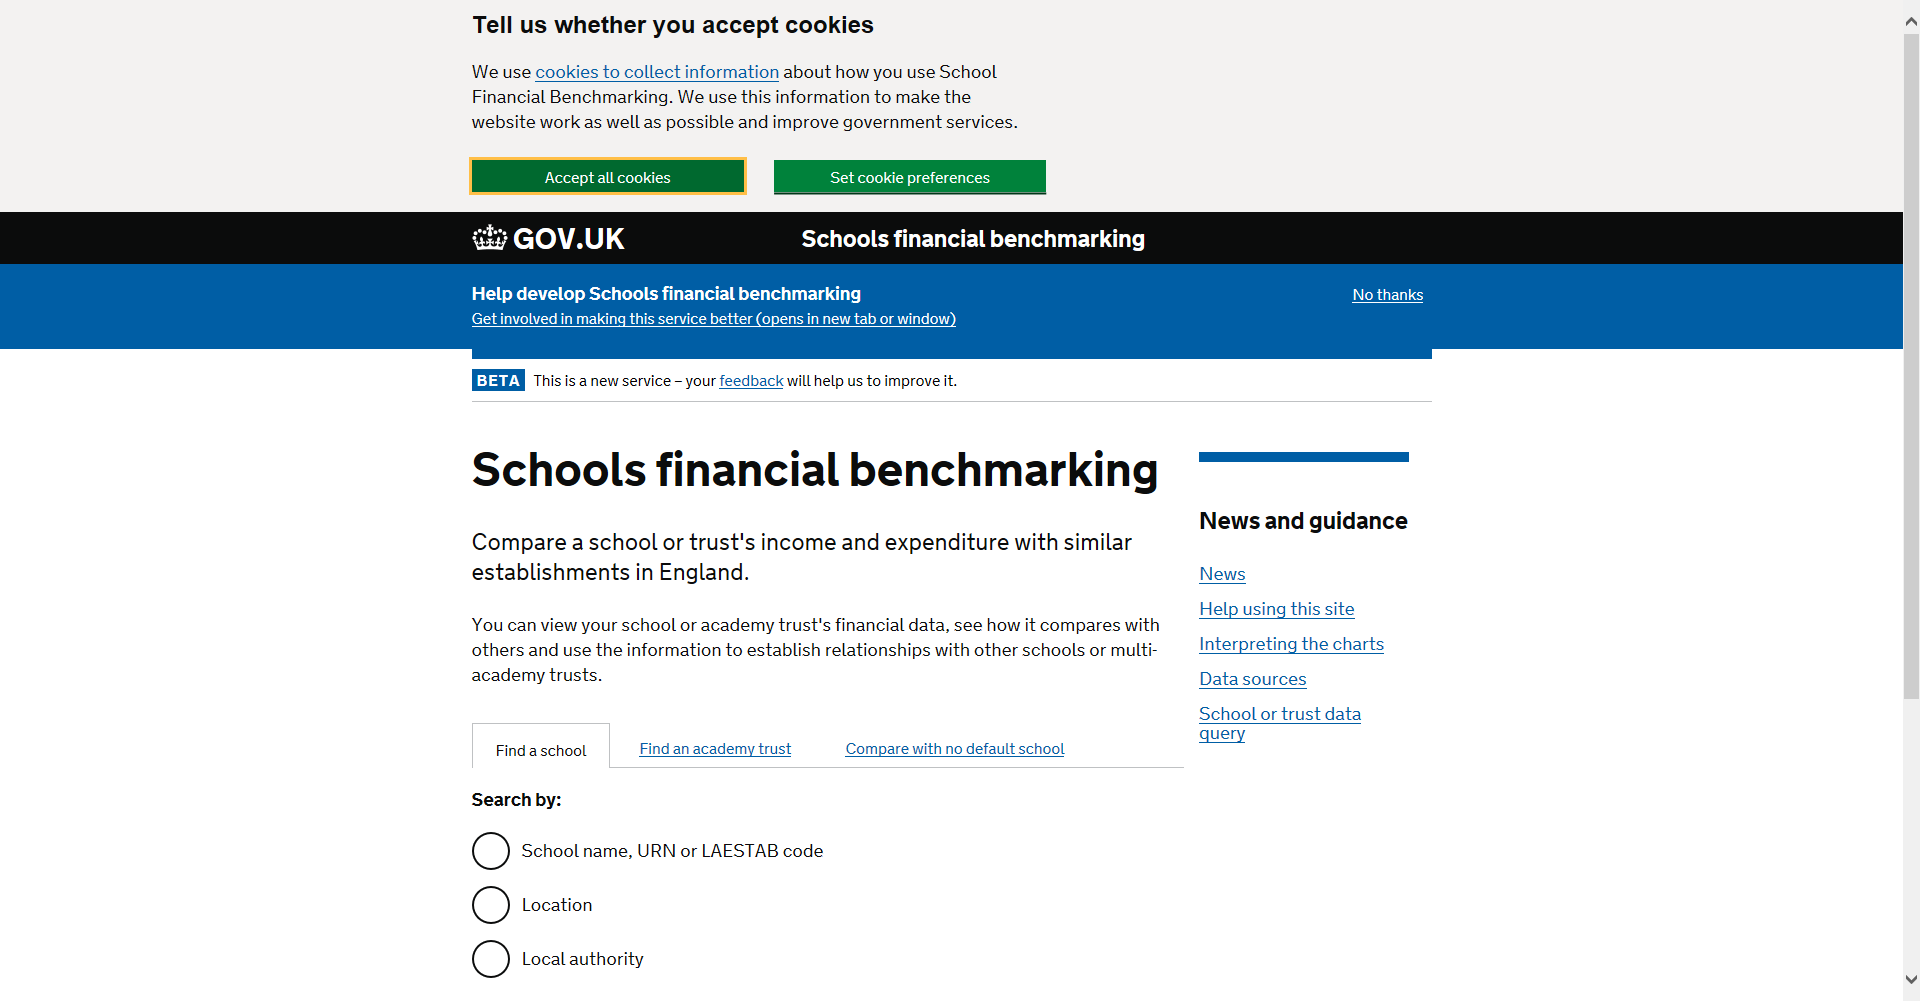 Tell us whether you accept cookies
We use cookies to collect information about how you use School
Financial Benchmarking. We use this information to make the
website work as well as possible and improve government services.
Accept all cookies
Set cookie preferences
GOV.UK
Schools financial benchmarking
Help develop Schools financial benchmarking
No thanks
Get involved in making this service better (opens in new tab or window)
BETA This is a new service – your feedback will help us to improve it.
Schools financial benchmarking
Compare a school or trust's income and expenditure with similar
establishments in England.
You can view your school or academy trust's financial data, see how it compares with
others and use the information to establish relationships with other schools or multi-
academy trusts.
Find a school
Find an academy trust
Compare with no default school
Search by:
School name, URN or LAESTAB code
Location
Local authority
News and guidance
News
Help using this site
Interpreting the charts
Data sources
School or trust data
query